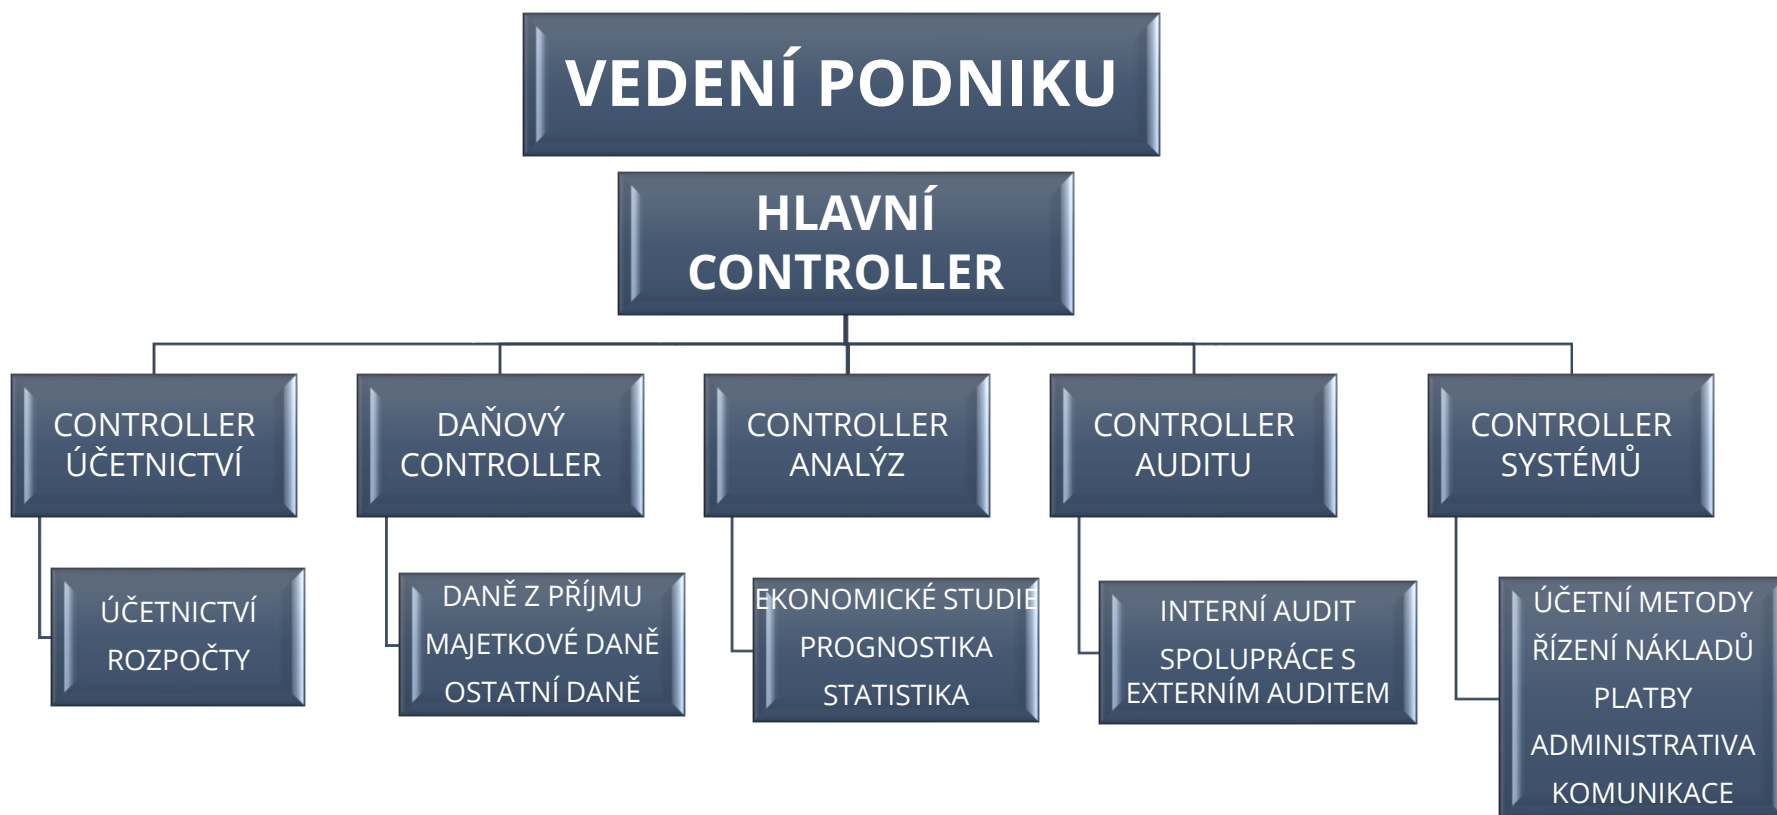 VEDENÍ PODNIKU
HLAVNÍ
CONTROLLER
CONTROLLER
ÚČETNICTVÍ
DAŇOVÝ
CONTROLLER
CONTROLLER
ANALÝZ
CONTROLLER
AUDITU
CONTROLLER
SYSTÉMŮ
ÚČETNICTVÍ
ROZPOČTY
DANĚ Z PŘÍJMU
MAJETKOVÉ DANĚ
OSTATNÍ DANĚ
EKONOMICKÉ STUDIE
PROGNOSTIKA
STATISTIKA
INTERNÍ AUDIT
SPOLUPRÁCE S
EXTERNÍM AUDITEM
ÚČETNÍ METODY
ŘÍZENÍ NÁKLADŮ
PLATBY
ADMINISTRATIVA
KOMUNIKACE